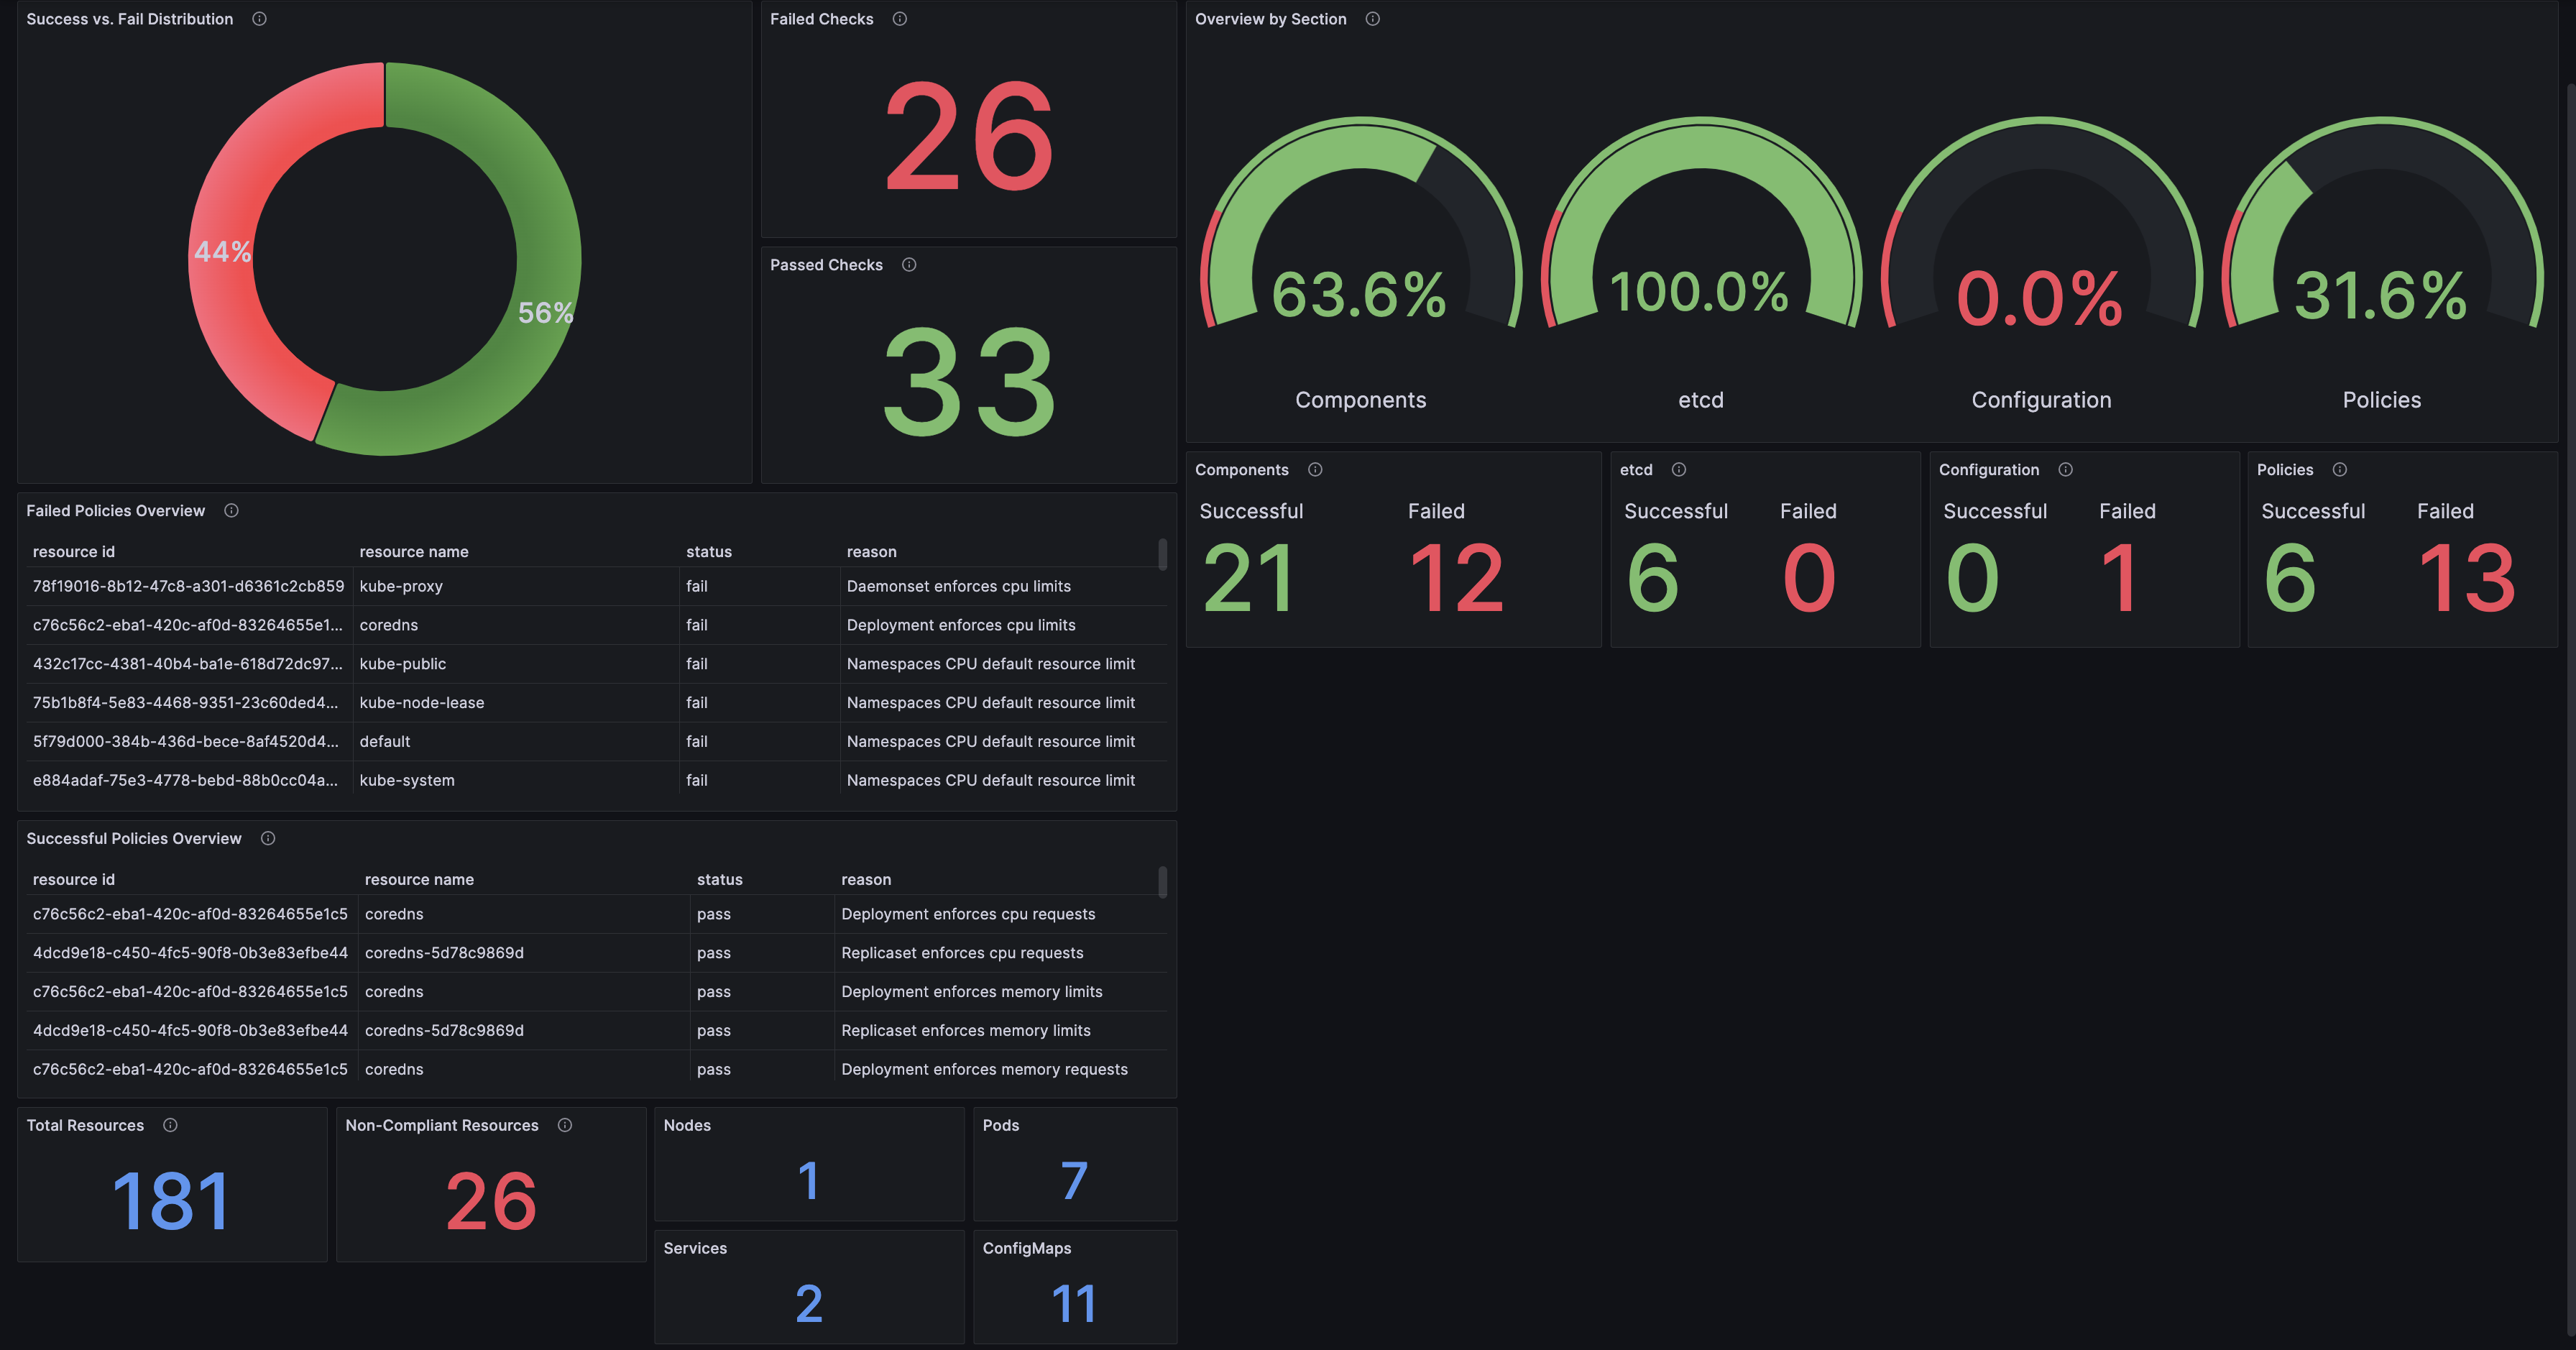 Success vs. Fail Distribution
44%
56%
Failed Checks
26
Passed Checks
33
Overview by Section
63.6%
100.0%
0.0%
31.6%
Components
etcd
Configuration
Policies
Components
Successful Failed
21 12
etcd
Successful Failed
6 0
Configuration
Successful Failed
0 1
Policies
Successful Failed
6 13
Failed Policies Overview
resource id resource name status reason
78f19016-8b12-47c8-a301-d6361c2cb859 kube-proxy fail Daemonset enforces cpu limits
c76c56c2-eba1-420c-af0d-83264655e1... coredns fail Deployment enforces cpu limits
432c17cc-4381-40b4-ba1e-618d72dc97... kube-public fail Namespaces CPU default resource limit
75b1b8f4-5e83-4468-9351-23c60ded4... kube-node-lease fail Namespaces CPU default resource limit
5f79d000-384b-436d-bece-8af4520d4... default fail Namespaces CPU default resource limit
e884adaf-75e3-4778-bebd-88b0cc04a... kube-system fail Namespaces CPU default resource limit
Successful Policies Overview
resource id resource name status reason
c76c56c2-eba1-420c-af0d-83264655e1c5 coredns pass Deployment enforces cpu requests
4dcd9e18-c450-4fc5-90f8-0b3e83efbe44 coredns-5d78c9869d pass Replicaset enforces cpu requests
c76c56c2-eba1-420c-af0d-83264655e1c5 coredns pass Deployment enforces memory limits
4dcd9e18-c450-4fc5-90f8-0b3e83efbe44 coredns-5d78c9869d pass Replicaset enforces memory limits
c76c56c2-eba1-420c-af0d-83264655e1c5 coredns pass Deployment enforces memory requests
Total Resources
181
Non-Compliant Resources
26
Nodes
1
Pods
7
Services
2
ConfigMaps
11